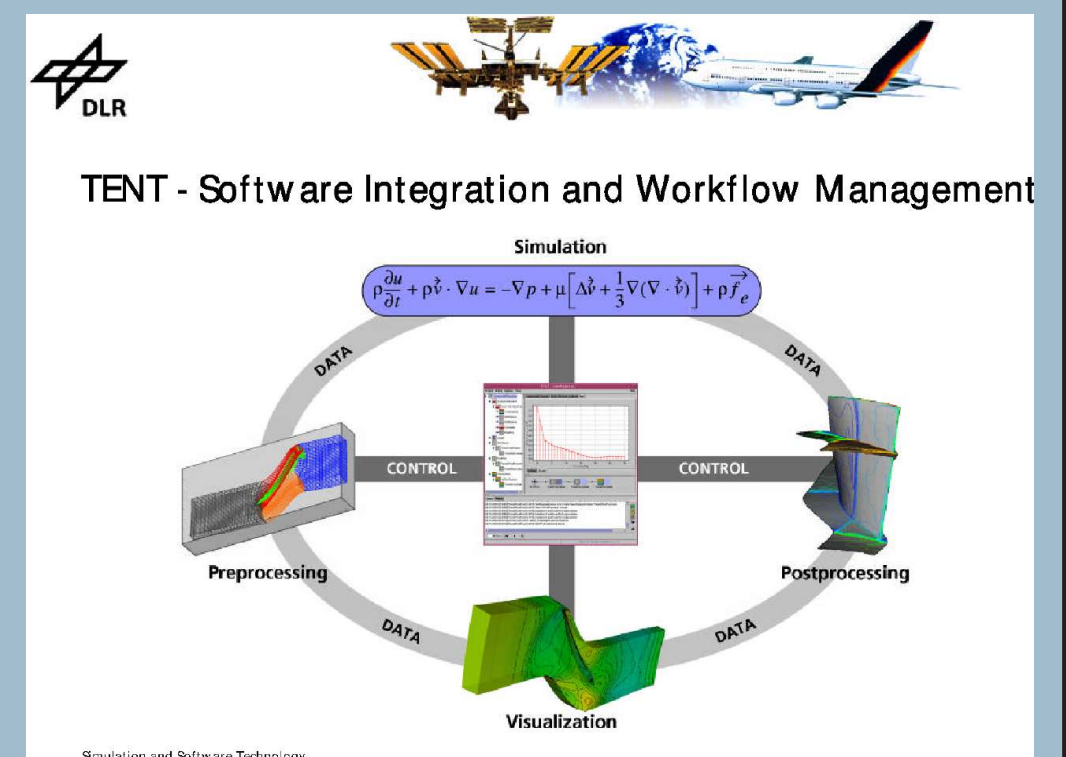 DLR
TENT - Software Integration and Workflow Management
Simulation
ρ∂u/∂t + ρv⃗ · ∇u = −∇p + μ[Δv⃗ + 1/3∇(∇ · v⃗)] + ρf⃗e
DATA
DATA
CONTROL
CONTROL
Preprocessing
Postprocessing
DATA
DATA
Visualization
Simulation and Software Technology